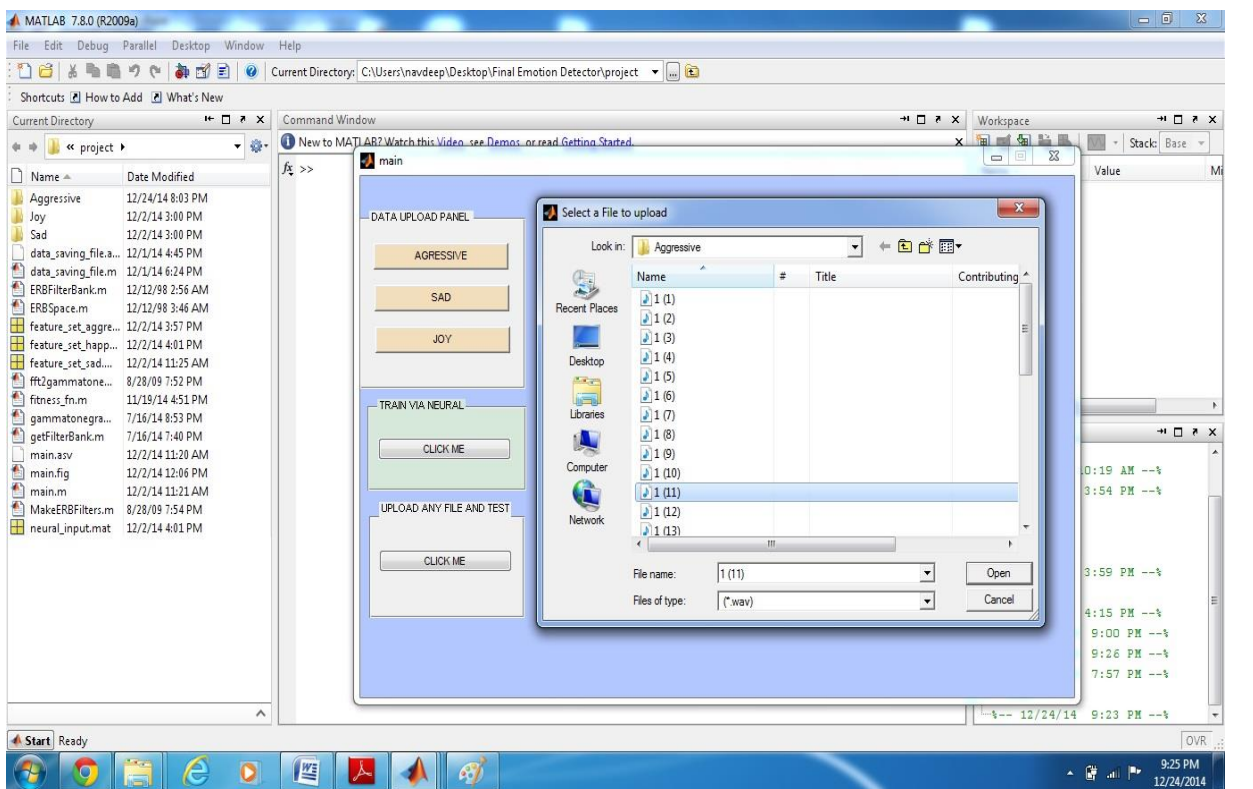 MATLAB 7.8.0 (R2009a)
File Edit Debug Parallel Desktop Window Help
Current Directory: C:\Users\navdeep\Desktop\Final Emotion Detector\project
Shortcuts How to Add What's New
Current Directory
« project
Name Date Modified
Aggressive 12/24/14 8:03 PM
Joy 12/2/14 3:00 PM
Sad 12/2/14 3:00 PM
data_saving_file.a... 12/1/14 4:45 PM
data_saving_file.m 12/1/14 6:24 PM
ERBFilterBank.m 12/12/98 2:56 AM
ERBSpace.m 12/12/98 3:46 AM
feature_set_aggre... 12/2/14 3:57 PM
feature_set_happ... 12/2/14 4:01 PM
feature_set_sad.... 12/2/14 11:25 AM
fft2gammatone... 8/28/09 7:52 PM
fitness_fn.m 11/19/14 4:51 PM
gammatonegra... 7/16/14 8:53 PM
getFilterBank.m 7/16/14 7:40 PM
main.asv 12/2/14 11:20 AM
main.fig 12/2/14 12:06 PM
main.m 12/2/14 11:21 AM
MakeERBFilters.m 8/28/09 7:54 PM
neural_input.mat 12/2/14 4:01 PM
Command Window
New to MATLAB? Watch this Video, see Demos, or read Getting Started.
fx >>
main
DATA UPLOAD PANEL
AGRESSIVE
SAD
JOY
TRAIN VIA NEURAL
CLICK ME
UPLOAD ANY FILE AND TEST
CLICK ME
Select a File to upload
Look in: Aggressive
Recent Places
Desktop
Libraries
Computer
Network
Name # Title Contributing
1 (1)
1 (2)
1 (3)
1 (4)
1 (5)
1 (6)
1 (7)
1 (8)
1 (9)
1 (10)
1 (11)
1 (12)
1 (13)
File name: 1 (11) Open
Files of type: (*.wav) Cancel
Workspace
Stack: Base
Value Mi
0:19 AM --%
3:54 PM --%
3:59 PM --%
4:15 PM --%
9:00 PM --%
9:26 PM --%
7:57 PM --%
%-- 12/24/14 9:23 PM --%
Start Ready
OVR
9:25 PM
12/24/2014